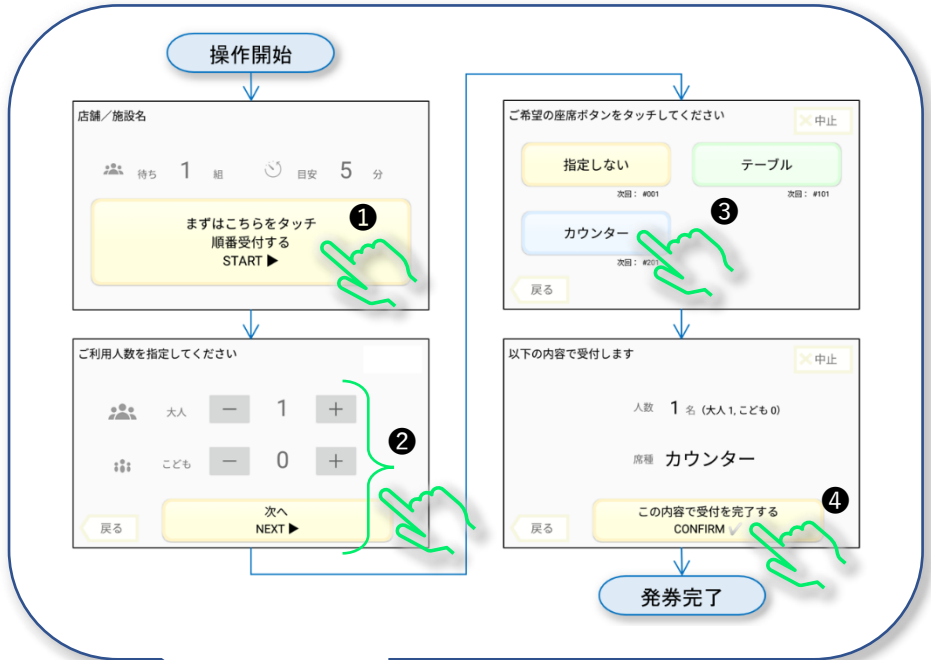 操作開始
店舗／施設名
待ち 1 組 目安 5 分
❶
まずはこちらをタッチ
順番受付する
START ▶
ご利用人数を指定してください
大人 － 1 ＋
こども － 0 ＋
❷
次へ
NEXT ▶
戻る
ご希望の座席ボタンをタッチしてください
×中止
指定しない
次回： #001
テーブル
次回： #101
❸
カウンター
次回： #201
戻る
以下の内容で受付します
×中止
人数 1 名 (大人 1, こども 0)
席種 カウンター
❹
この内容で受付を完了する
CONFIRM ✓
戻る
発券完了